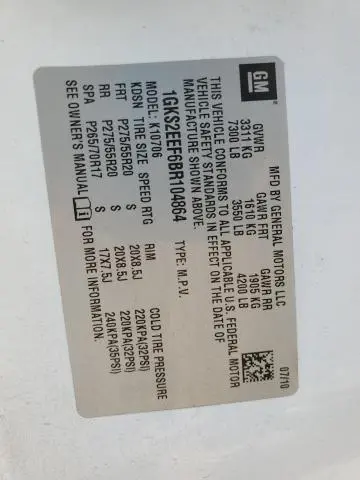 GM
MFD BY GENERAL MOTORS LLC 07/10
GVWR GAWR FRT GAWR RR
3311 KG 1610 KG 1905 KG
7300 LB 3550 LB 4200 LB
THIS VEHICLE CONFORMS TO ALL APPLICABLE U.S. FEDERAL MOTOR
VEHICLE SAFETY STANDARDS IN EFFECT ON THE DATE OF
MANUFACTURE SHOWN ABOVE.
1GKS2EEF6BR104864 TYPE: M.P.V.
MODEL: K10706
KDSN TIRE SIZE SPEED RTG RIM COLD TIRE PRESSURE
FRT P275/55R20 S 20X8.5J 220KPA(32PSI)
RR P275/55R20 S 20X8.5J 220KPA(32PSI)
SPA P265/70R17 S 17X7.5J 240KPA(35PSI)
SEE OWNER'S MANUAL i FOR MORE INFORMATION.